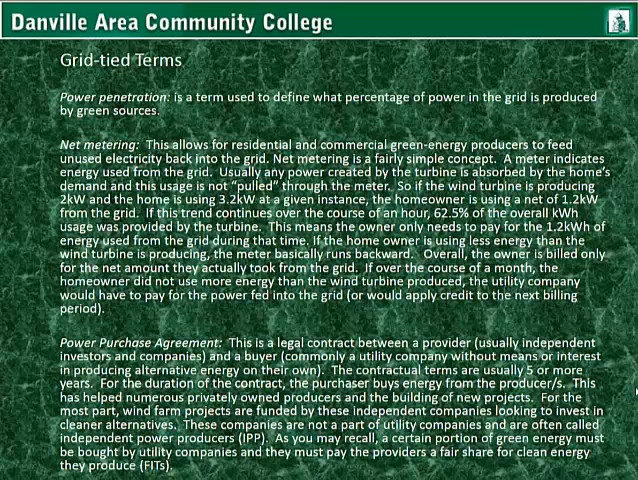 Danville Area Community College
Grid-tied Terms
Power penetration: is a term used to define what percentage of power in the grid is produced
by green sources.
Net metering: This allows for residential and commercial green-energy producers to feed
unused electricity back into the grid. Net metering is a fairly simple concept. A meter indicates
energy used from the grid. Usually any power created by the turbine is absorbed by the home's
demand and this usage is not "pulled" through the meter. So if the wind turbine is producing
2kW and the home is using 3.2kW at a given instance, the homeowner is using a net of 1.2kW
from the grid. If this trend continues over the course of an hour, 62.5% of the overall kWh
usage was provided by the turbine. This means the owner only needs to pay for the 1.2kWh of
energy used from the grid during that time. If the home owner is using less energy than the
wind turbine is producing, the meter basically runs backward. Overall, the owner is billed only
for the net amount they actually took from the grid. If over the course of a month, the
homeowner did not use more energy than the wind turbine produced, the utility company
would have to pay for the power fed into the grid (or would apply credit to the next billing
period).
Power Purchase Agreement: This is a legal contract between a provider (usually independent
investors and companies) and a buyer (commonly a utility company without means or interest
in producing alternative energy on their own). The contractual terms are usually 5 or more
years. For the duration of the contract, the purchaser buys energy from the producer/s. This
has helped numerous privately owned producers and the building of new projects. For the
most part, wind farm projects are funded by these independent companies looking to invest in
cleaner alternatives. These companies are not a part of utility companies and are often called
independent power producers (IPP). As you may recall, a certain portion of green energy must
be bought by utility companies and they must pay the providers a fair share for clean energy
they produce (FITs).